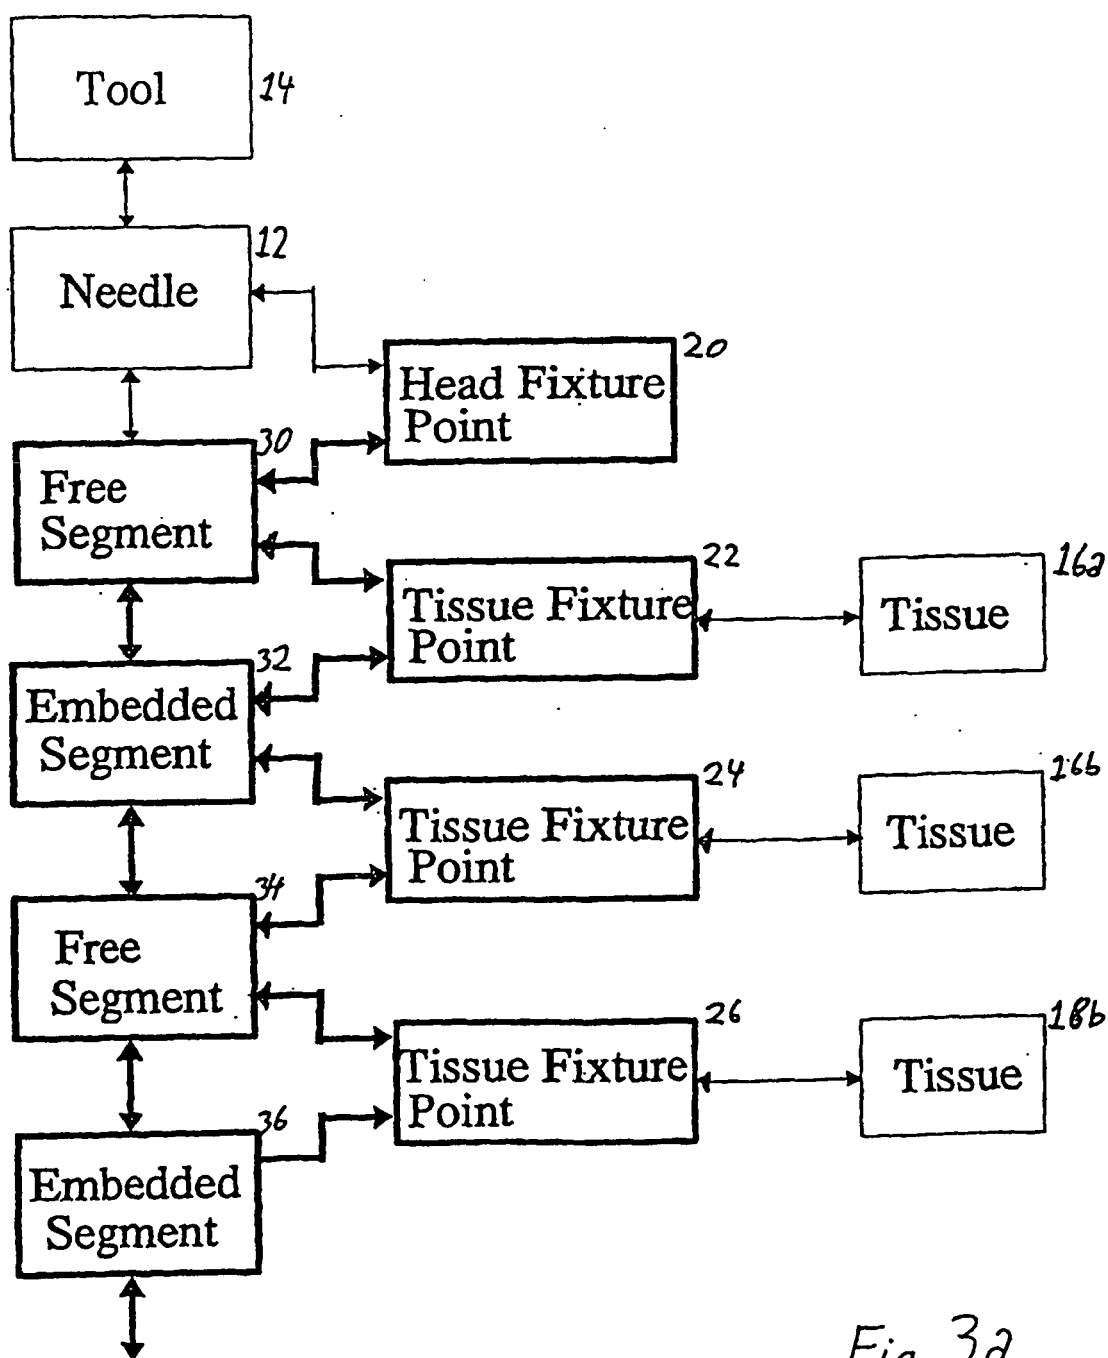 Tool
14
12
Needle
20
Head Fixture
Point
30
Free
Segment
22
16a
Tissue Fixture
Point
Tissue
32
Embedded
Segment
24
16b
Tissue Fixture
Point
Tissue
34
Free
Segment
26
18b
Tissue Fixture
Point
Tissue
36
Embedded
Segment
Fig. 3a